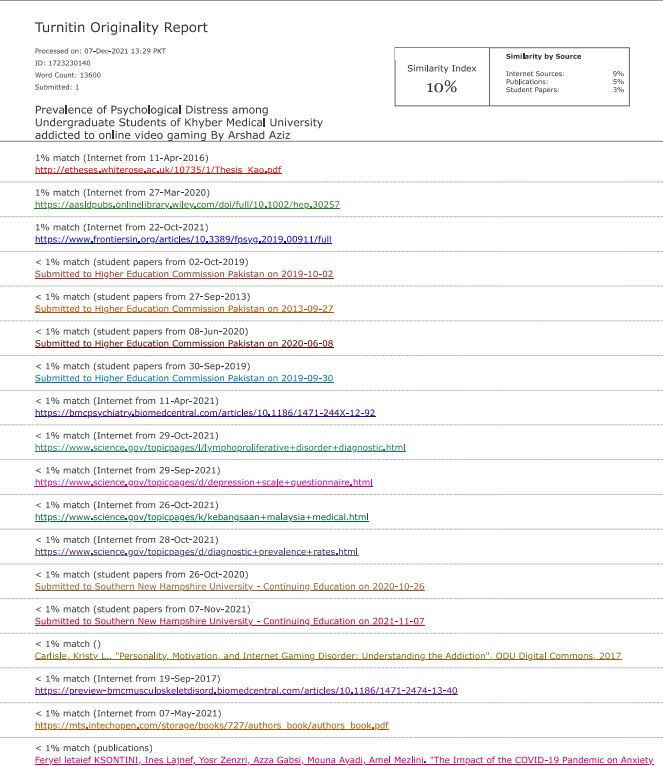 Turnitin Originality Report
Processed on: 07-Dec-2021 13:29 PKT
ID: 1723230140
Word Count: 13600
Submitted: 1
Similarity Index
10%
Similarity by Source
Internet Sources: 9%
Publications: 5%
Student Papers: 3%
Prevalence of Psychological Distress among
Undergraduate Students of Khyber Medical University
addicted to online video gaming By Arshad Aziz
1% match (Internet from 11-Apr-2016)
http://etheses.whiterose.ac.uk/10735/1/Thesis_Kao.pdf
1% match (Internet from 27-Mar-2020)
https://aasldpubs.onlinelibrary.wiley.com/doi/full/10.1002/hep.30257
1% match (Internet from 22-Oct-2021)
https://www.frontiersin.org/articles/10.3389/fpsyg.2019.00911/full
< 1% match (student papers from 02-Oct-2019)
Submitted to Higher Education Commission Pakistan on 2019-10-02
< 1% match (student papers from 27-Sep-2013)
Submitted to Higher Education Commission Pakistan on 2013-09-27
< 1% match (student papers from 08-Jun-2020)
Submitted to Higher Education Commission Pakistan on 2020-06-08
< 1% match (student papers from 30-Sep-2019)
Submitted to Higher Education Commission Pakistan on 2019-09-30
< 1% match (Internet from 11-Apr-2021)
https://bmcpsychiatry.biomedcentral.com/articles/10.1186/1471-244X-12-92
< 1% match (Internet from 29-Oct-2021)
https://www.science.gov/topicpages/l/lymphoproliferative+disorder+diagnostic.html
< 1% match (Internet from 29-Sep-2021)
https://www.science.gov/topicpages/d/depression+scale+questionnaire.html
< 1% match (Internet from 26-Oct-2021)
https://www.science.gov/topicpages/k/kebangsaan+malaysia+medical.html
< 1% match (Internet from 28-Oct-2021)
https://www.science.gov/topicpages/d/diagnostic+prevalence+rates.html
< 1% match (student papers from 26-Oct-2020)
Submitted to Southern New Hampshire University - Continuing Education on 2020-10-26
< 1% match (student papers from 07-Nov-2021)
Submitted to Southern New Hampshire University - Continuing Education on 2021-11-07
< 1% match ()
Carlisle, Kristy L.. "Personality, Motivation, and Internet Gaming Disorder: Understanding the Addiction", ODU Digital Commons, 2017
< 1% match (Internet from 19-Sep-2017)
https://preview-bmcmusculoskeletdisord.biomedcentral.com/articles/10.1186/1471-2474-13-40
< 1% match (Internet from 07-May-2021)
https://mts.intechopen.com/storage/books/727/authors_book/authors_book.pdf
< 1% match (publications)
Feryel letaief KSONTINI, Ines Lajnef, Yosr Zenzri, Azza Gabsi, Mouna Ayadi, Amel Mezlini. "The Impact of the COVID-19 Pandemic on Anxiety